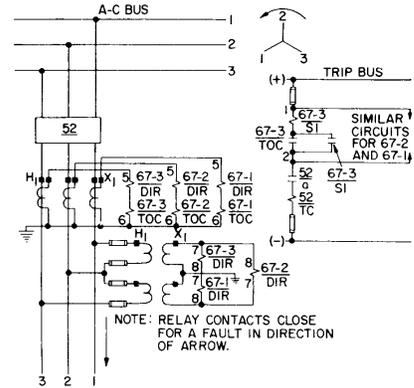 A-C BUS
1
2
3
2
1 3
(+)
TRIP BUS
1
67-3
SI
67-3
TOC
2
67-3
SI
SIMILAR
CIRCUITS
FOR 67-2
AND 67-1
52
a
52
TC
(-)
52
H1
X1
5 67-3
DIR
5 67-2
DIR
5 67-1
DIR
6 67-3
TOC
6 67-2
TOC
6 67-1
TOC
H1
X1
7 67-3
8 DIR
7 67-1
8 DIR
8 67-2
7 DIR
NOTE: RELAY CONTACTS CLOSE
FOR A FAULT IN DIRECTION
OF ARROW.
3 2 1